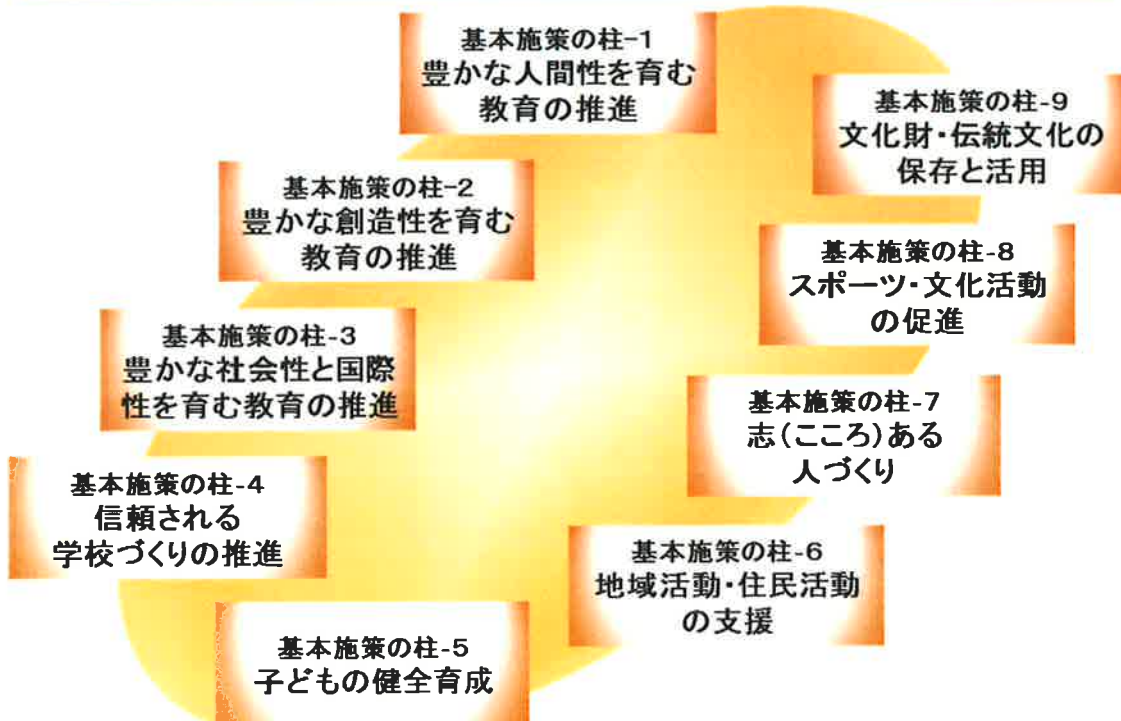 基本施策の柱-1
豊かな人間性を育む
教育の推進
基本施策の柱-2
豊かな創造性を育む
教育の推進
基本施策の柱-3
豊かな社会性と国際
性を育む教育の推進
基本施策の柱-4
信頼される
学校づくりの推進
基本施策の柱-5
子どもの健全育成
基本施策の柱-6
地域活動・住民活動
の支援
基本施策の柱-7
志(こころ)ある
人づくり
基本施策の柱-8
スポーツ・文化活動
の促進
基本施策の柱-9
文化財・伝統文化の
保存と活用